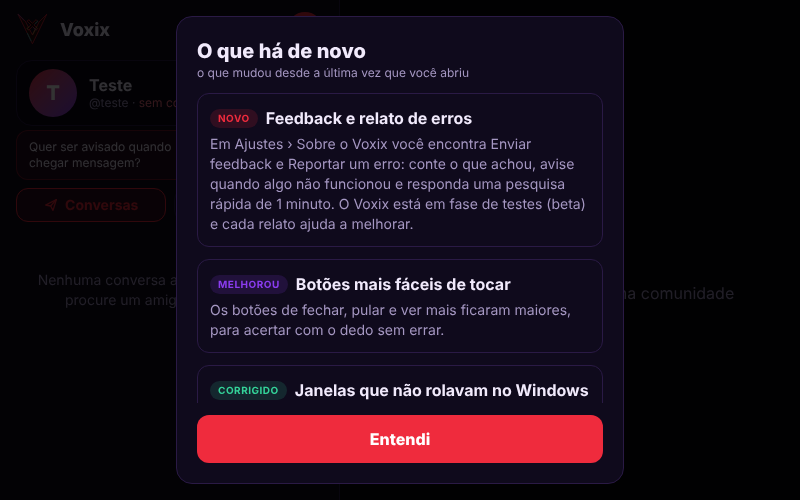 Voxix
T
Teste
@teste · sem co
Quer ser avisado quando
chegar mensagem?
Conversas
Nenhuma conversa a
procure um amig
na comunidade
O que há de novo
o que mudou desde a última vez que você abriu
NOVO Feedback e relato de erros
Em Ajustes › Sobre o Voxix você encontra Enviar
feedback e Reportar um erro: conte o que achou, avise
quando algo não funcionou e responda uma pesquisa
rápida de 1 minuto. O Voxix está em fase de testes (beta)
e cada relato ajuda a melhorar.
MELHOROU Botões mais fáceis de tocar
Os botões de fechar, pular e ver mais ficaram maiores,
para acertar com o dedo sem errar.
CORRIGIDO Janelas que não rolavam no Windows
Entendi